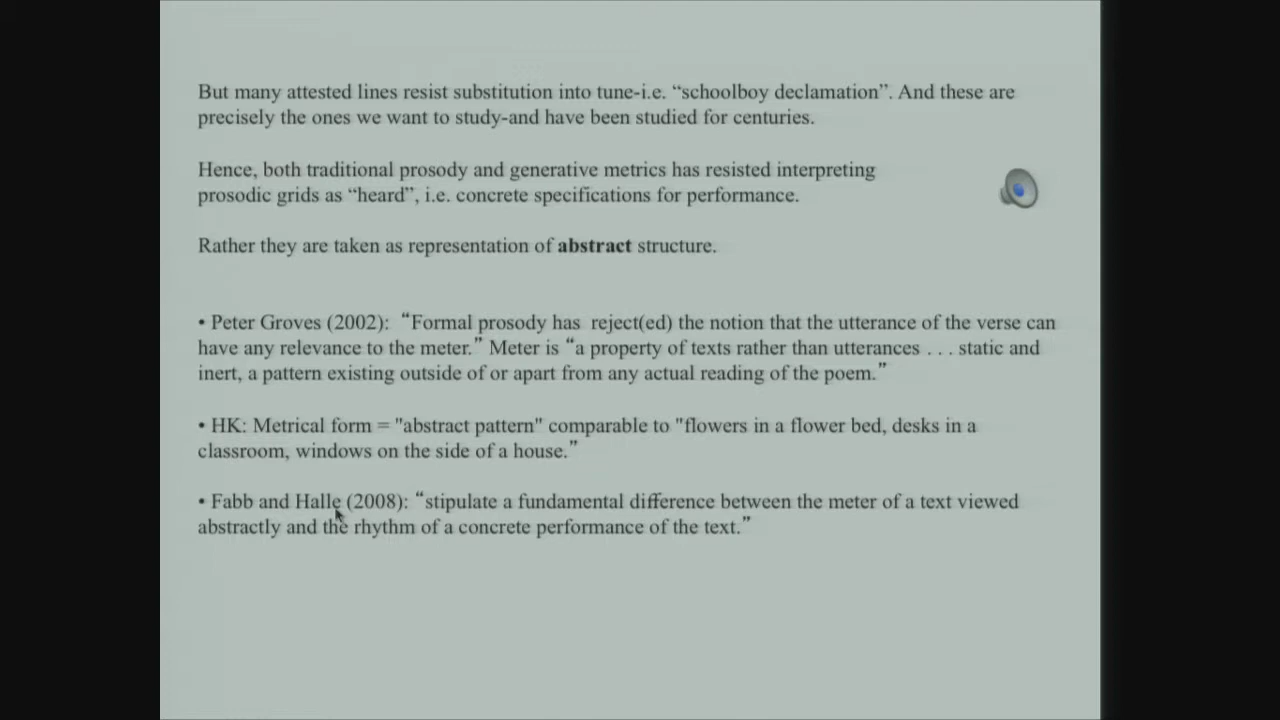 But many attested lines resist substitution into tune-i.e. “schoolboy declamation”. And these are
precisely the ones we want to study-and have been studied for centuries.
Hence, both traditional prosody and generative metrics has resisted interpreting
prosodic grids as “heard”, i.e. concrete specifications for performance.
Rather they are taken as representation of abstract structure.
• Peter Groves (2002): “Formal prosody has reject(ed) the notion that the utterance of the verse can
have any relevance to the meter.” Meter is “a property of texts rather than utterances . . . static and
inert, a pattern existing outside of or apart from any actual reading of the poem.”
• HK: Metrical form = "abstract pattern" comparable to "flowers in a flower bed, desks in a
classroom, windows on the side of a house.”
• Fabb and Halle (2008): “stipulate a fundamental difference between the meter of a text viewed
abstractly and the rhythm of a concrete performance of the text.”